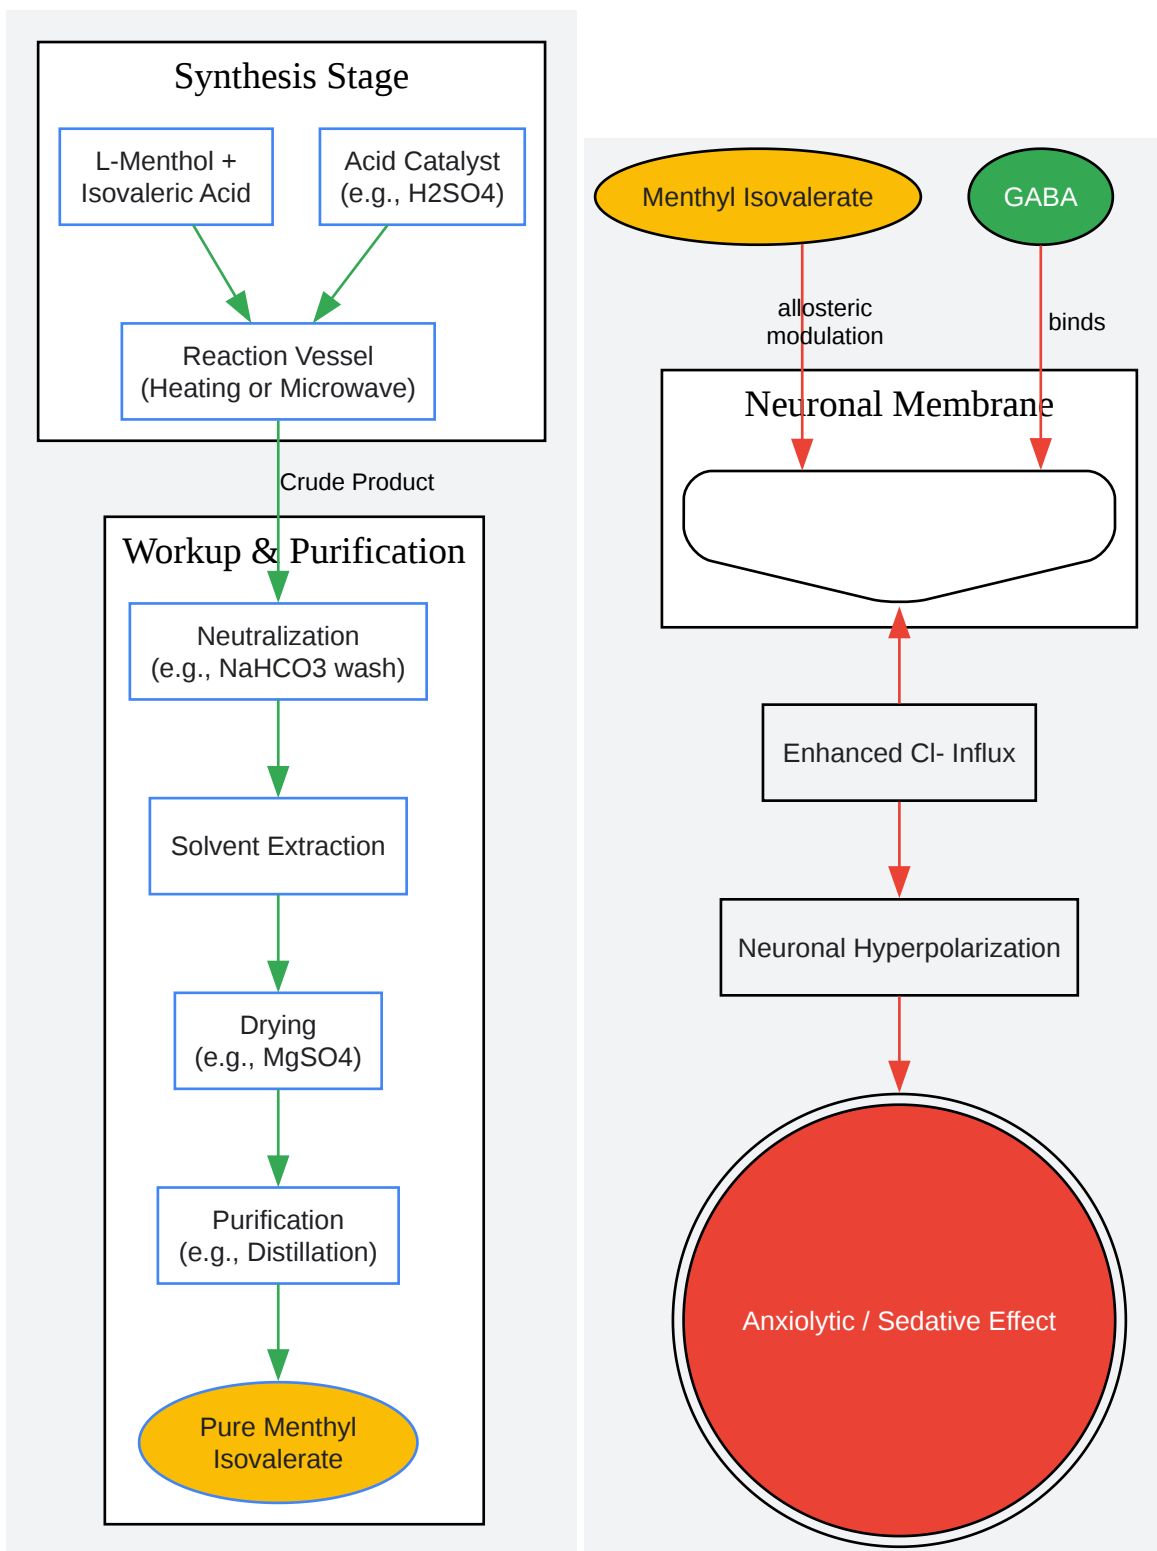 Synthesis Stage
L-Menthol +
Isovaleric Acid
Acid Catalyst
(e.g., H2SO4)
Reaction Vessel
(Heating or Microwave)
Crude Product
Workup & Purification
Neutralization
(e.g., NaHCO3 wash)
Solvent Extraction
Drying
(e.g., MgSO4)
Purification
(e.g., Distillation)
Pure Menthyl
Isovalerate
Menthyl Isovalerate
GABA
allosteric
modulation
binds
Neuronal Membrane
Enhanced Cl- Influx
Neuronal Hyperpolarization
Anxiolytic / Sedative Effect